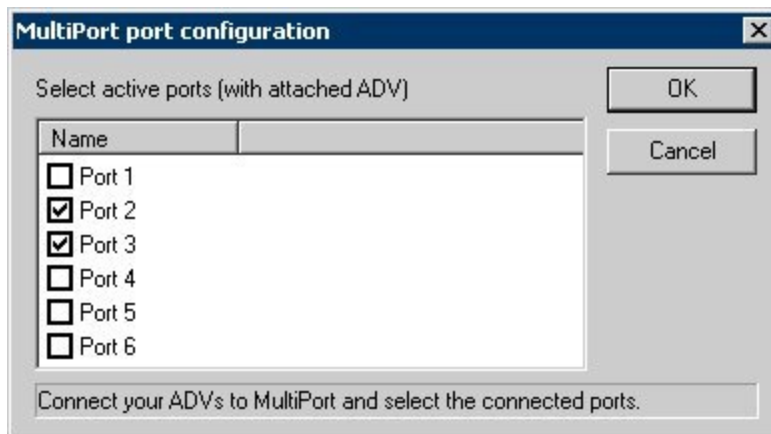 MultiPort port configuration
Select active ports (with attached ADV)
OK
Name
Cancel
Port 1
Port 2
Port 3
Port 4
Port 5
Port 6
Connect your ADVs to MultiPort and select the connected ports.